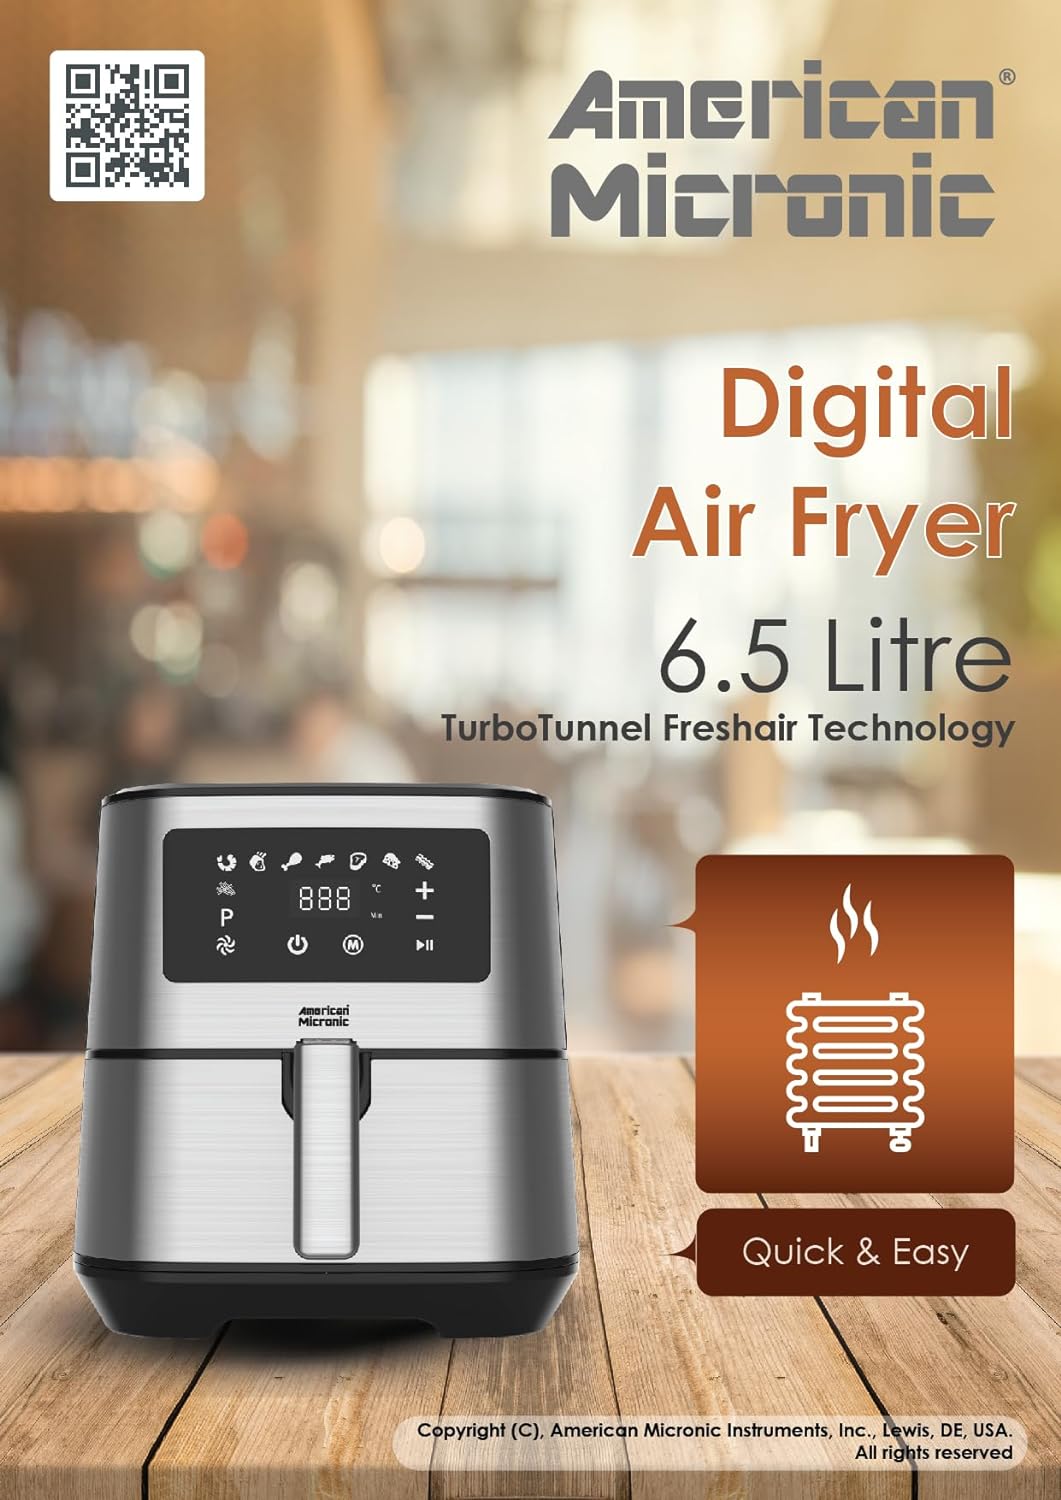 American®
Micronic
Digital
Air Fryer
6.5 Litre
TurboTunnel Freshair Technology
888
°C
Min
+
P
−
M
American
Micronic
Quick & Easy
Copyright (C), American Micronic Instruments, Inc., Lewis, DE, USA.
All rights reserved